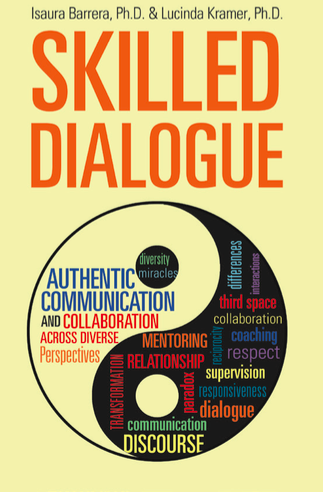 Isaura Barrera, Ph.D. & Lucinda Kramer, Ph.D.
SKILLED
DIALOGUE
diversity
miracles
AUTHENTIC
COMMUNICATION
AND COLLABORATION
ACROSS DIVERSE
Perspectives
differences
interactions
third space
collaboration
MENTORING
reciprocity
coaching
RELATIONSHIP
respect
TRANSFORMATION
paradox
supervision
responsiveness
dialogue
communication
DISCOURSE